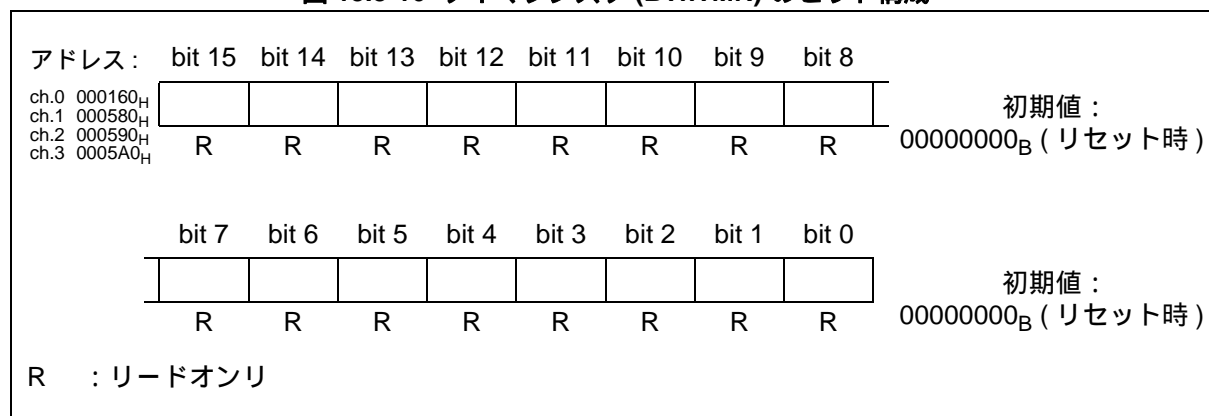 アドレス : bit 15 bit 14 bit 13 bit 12 bit 11 bit 10 bit 9 bit 8
ch.0 000160H
ch.1 000580H
ch.2 000590H
ch.3 0005A0H
R R R R R R R R
初期値 :
00000000B ( リセット時 )
bit 7 bit 6 bit 5 bit 4 bit 3 bit 2 bit 1 bit 0
R R R R R R R R
初期値 :
00000000B ( リセット時 )
R : リードオンリ